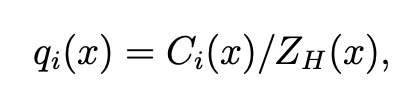 qᵢ(x) = Cᵢ(x)/Z_H(x),